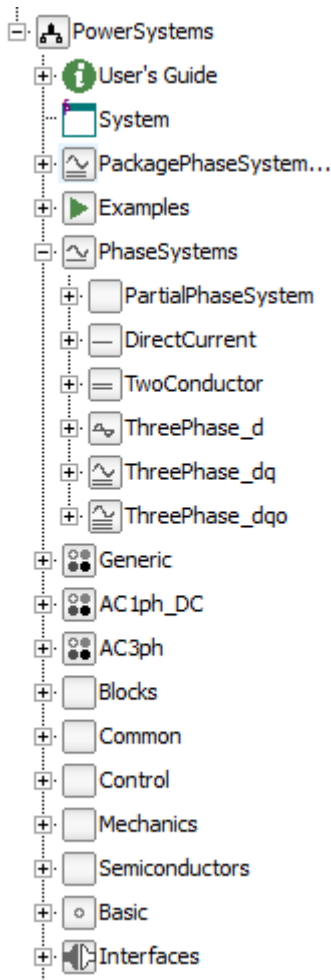 PowerSystems
User's Guide
System
PackagePhaseSystem...
Examples
PhaseSystems
PartialPhaseSystem
DirectCurrent
TwoConductor
ThreePhase_d
ThreePhase_dq
ThreePhase_dqo
Generic
AC1ph_DC
AC3ph
Blocks
Common
Control
Mechanics
Semiconductors
Basic
Interfaces